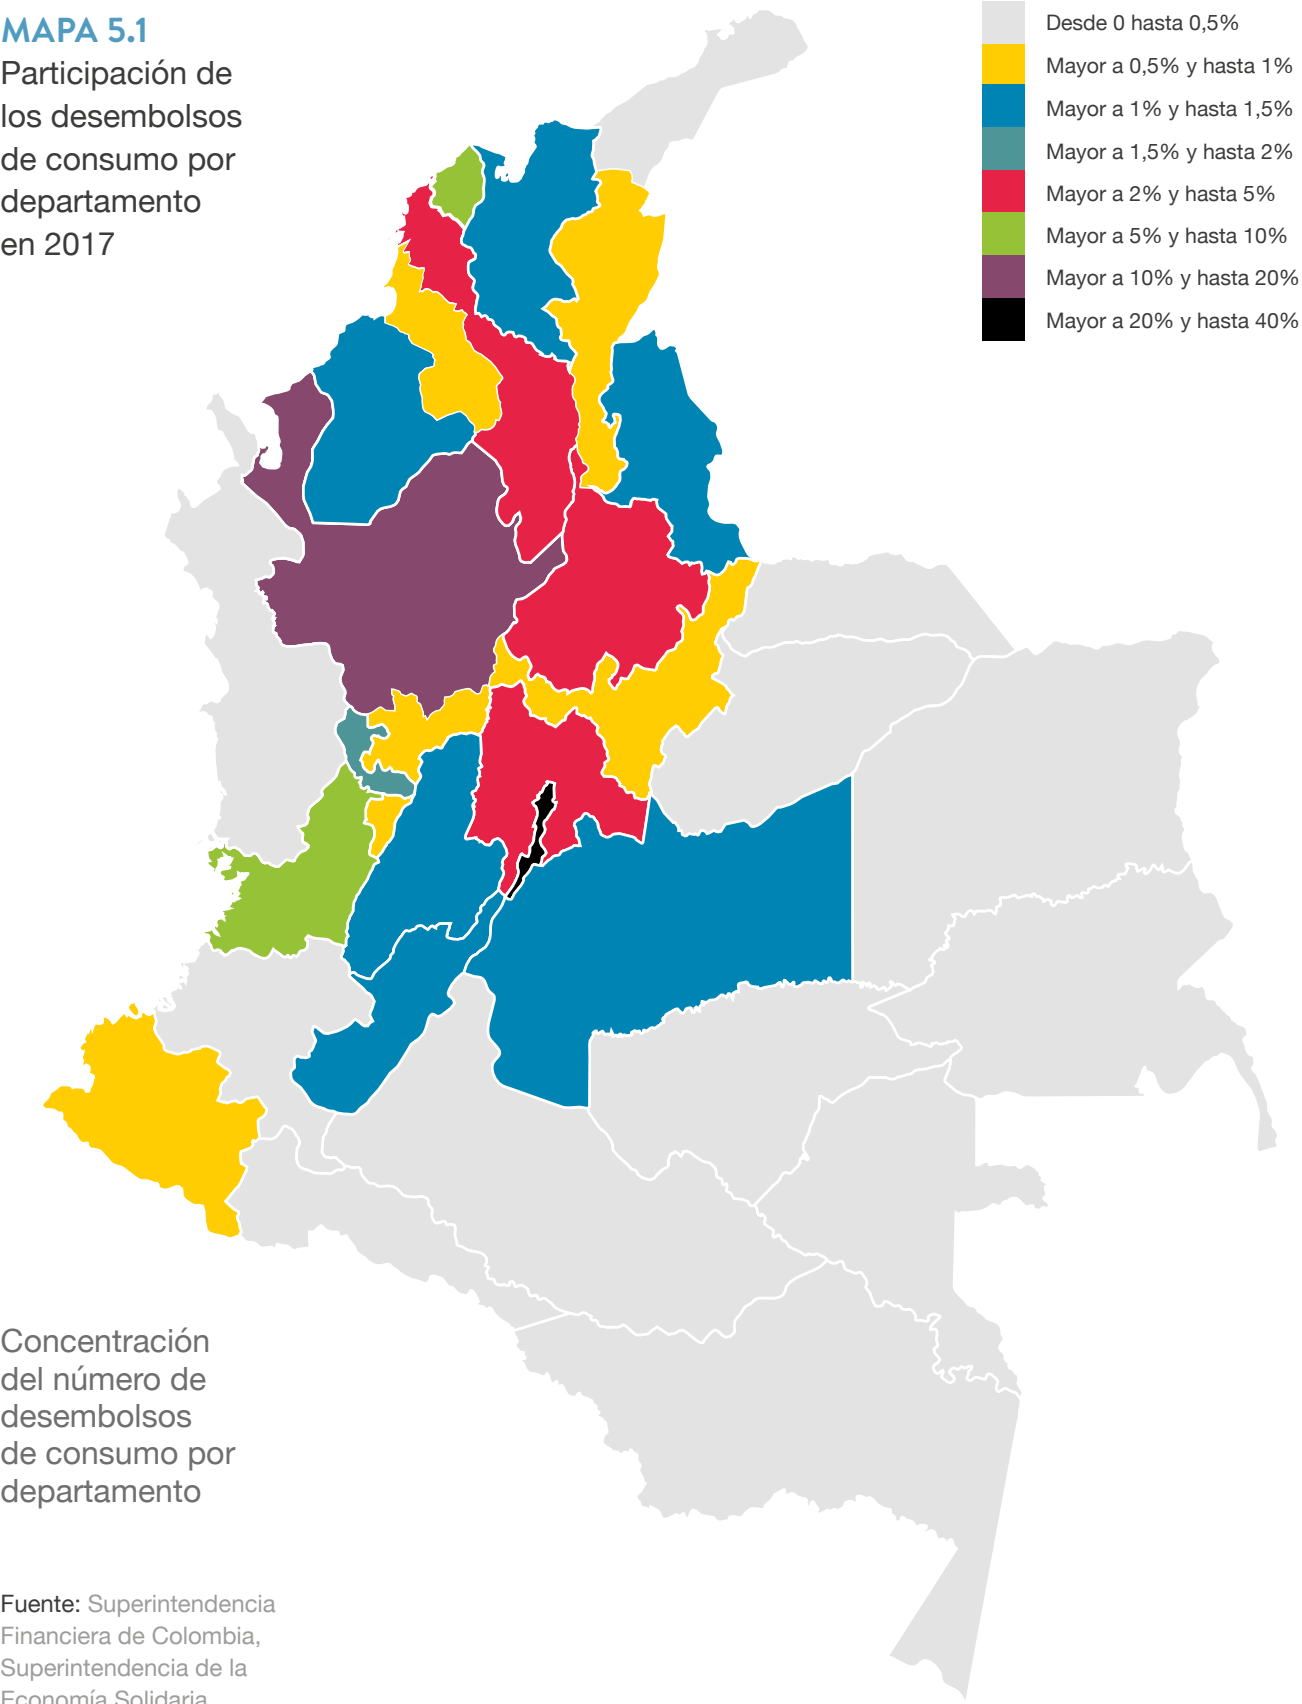 MAPA 5.1
Participación de
los desembolsos
de consumo por
departamento
en 2017
Desde 0 hasta 0,5%
Mayor a 0,5% y hasta 1%
Mayor a 1% y hasta 1,5%
Mayor a 1,5% y hasta 2%
Mayor a 2% y hasta 5%
Mayor a 5% y hasta 10%
Mayor a 10% y hasta 20%
Mayor a 20% y hasta 40%
Concentración
del número de
desembolsos
de consumo por
departamento
Fuente: Superintendencia
Financiera de Colombia,
Superintendencia de la
Economía Solidaria